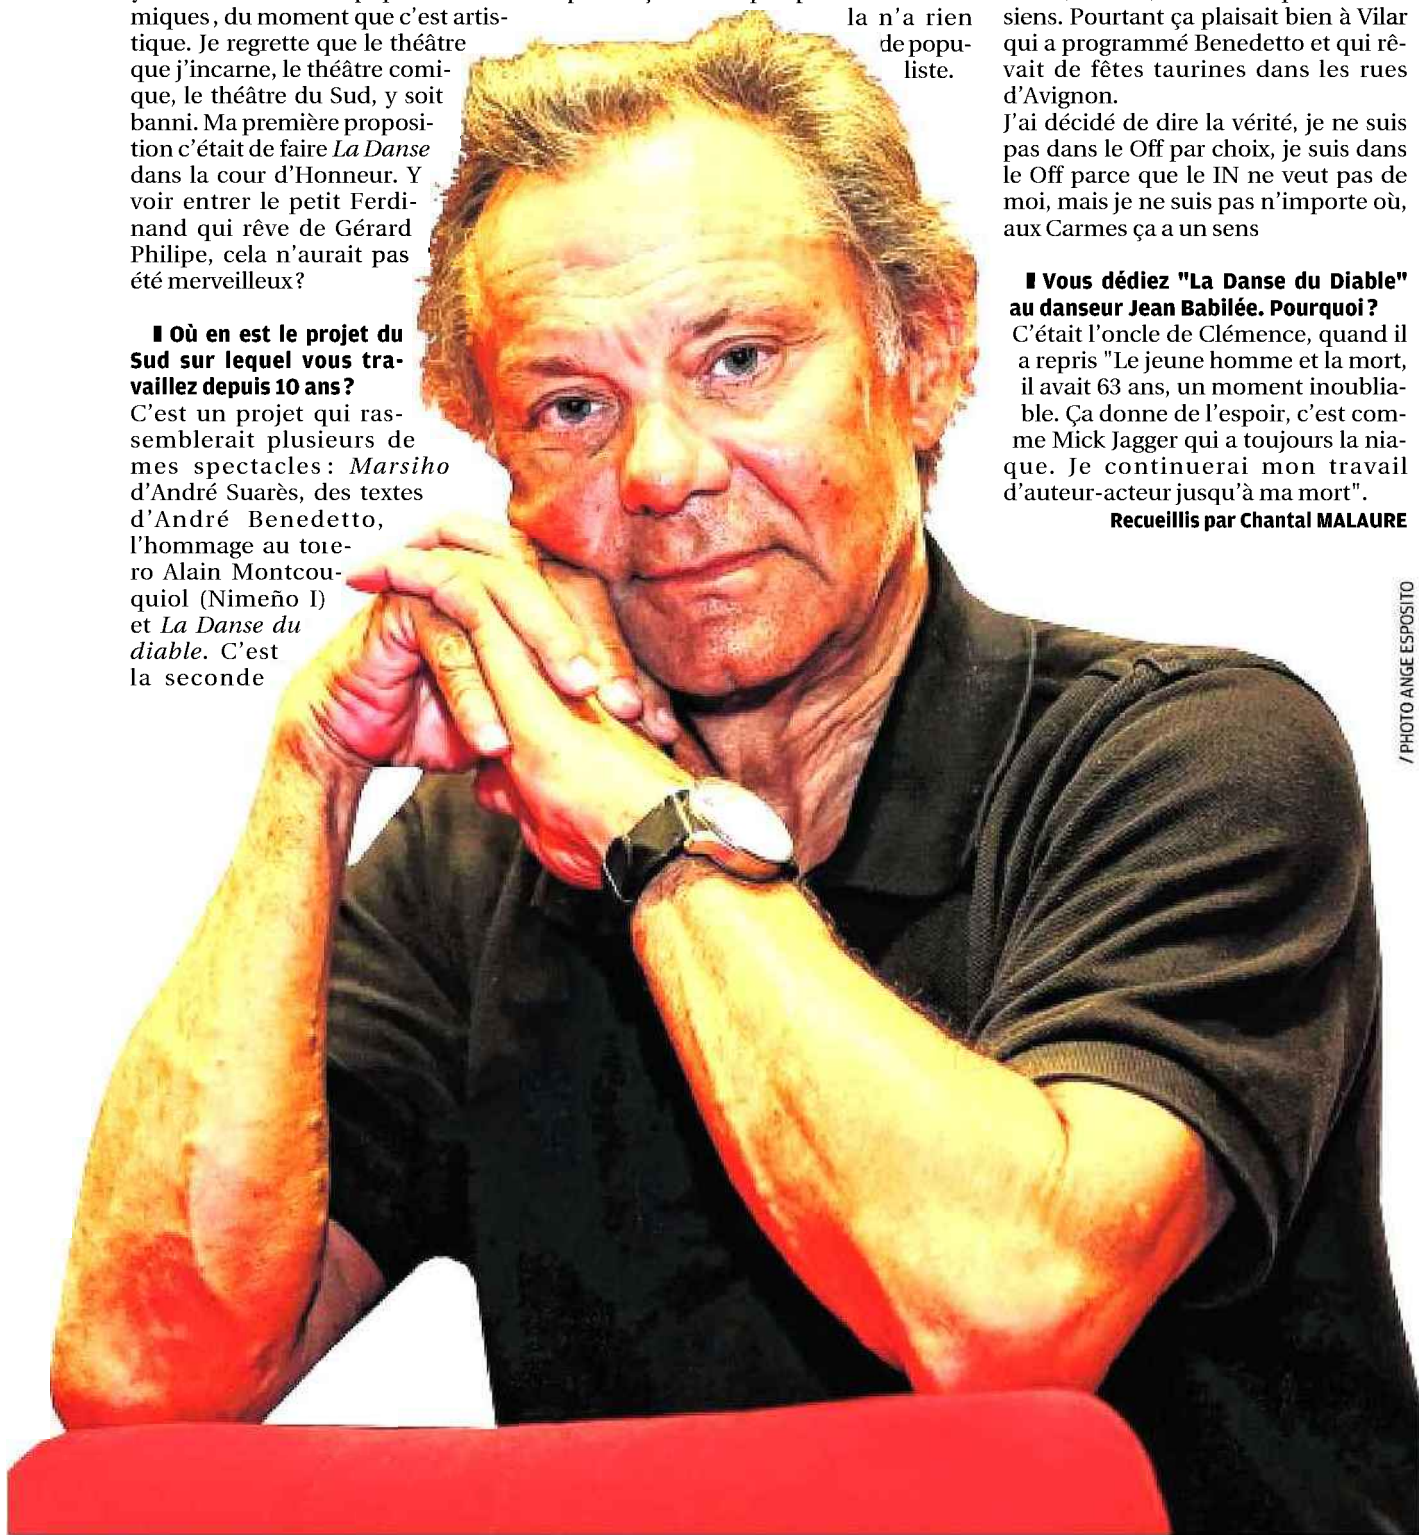 miques, du moment que c'est artis-
tique. Je regrette que le théâtre
que j'incarne, le théâtre comi-
que, le théâtre du Sud, y soit
banni. Ma première proposi-
tion c'était de faire La Danse
dans la cour d'Honneur. Y
voir entrer le petit Ferdi-
nand qui rêve de Gérard
Philipe, cela n'aurait pas
été merveilleux?
Où en est le projet du
Sud sur lequel vous tra-
vaillez depuis 10 ans?
C'est un projet qui ras-
semblerait plusieurs de
mes spectacles: Marsiho
d'André Suarès, des textes
d'André Benedetto,
l'hommage au tore-
ro Alain Montcou-
quiol (Nimeño I)
et La Danse du
diable. C'est
la seconde
la n'a rien
de popu-
liste.
siens. Pourtant ça plaisait bien à Vilar
qui a programmé Benedetto et qui rê-
vait de fêtes taurines dans les rues
d'Avignon.
J'ai décidé de dire la vérité, je ne suis
pas dans le Off par choix, je suis dans
le Off parce que le IN ne veut pas de
moi, mais je ne suis pas n'importe où,
aux Carmes ça a un sens
Vous dédiez "La Danse du Diable"
au danseur Jean Babilée. Pourquoi?
C'était l'oncle de Clémence, quand il
a repris "Le jeune homme et la mort,
il avait 63 ans, un moment inoublia-
ble. Ça donne de l'espoir, c'est com-
me Mick Jagger qui a toujours la nia-
que. Je continuerai mon travail
d'auteur-acteur jusqu'à ma mort".
Recueillis par Chantal MALAURE
/ PHOTO ANGE ESPOSITO